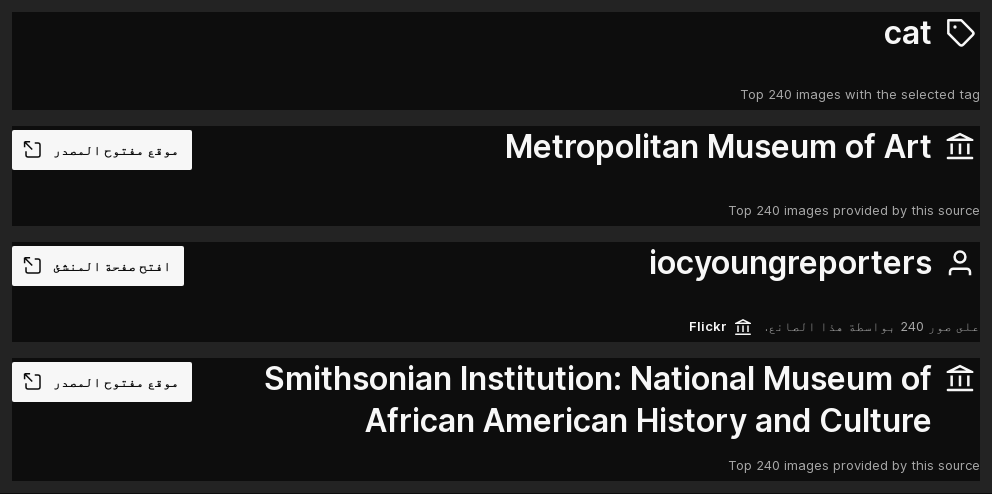 cat
Top 240 images with the selected tag
Metropolitan Museum of Art
موقع مفتوح المصدر
Top 240 images provided by this source
iocyoungreporters
افتح صفحة المنشئ
على صور 240 بواسطة هذا الصانع. Flickr
Smithsonian Institution: National Museum of
African American History and Culture
موقع مفتوح المصدر
Top 240 images provided by this source